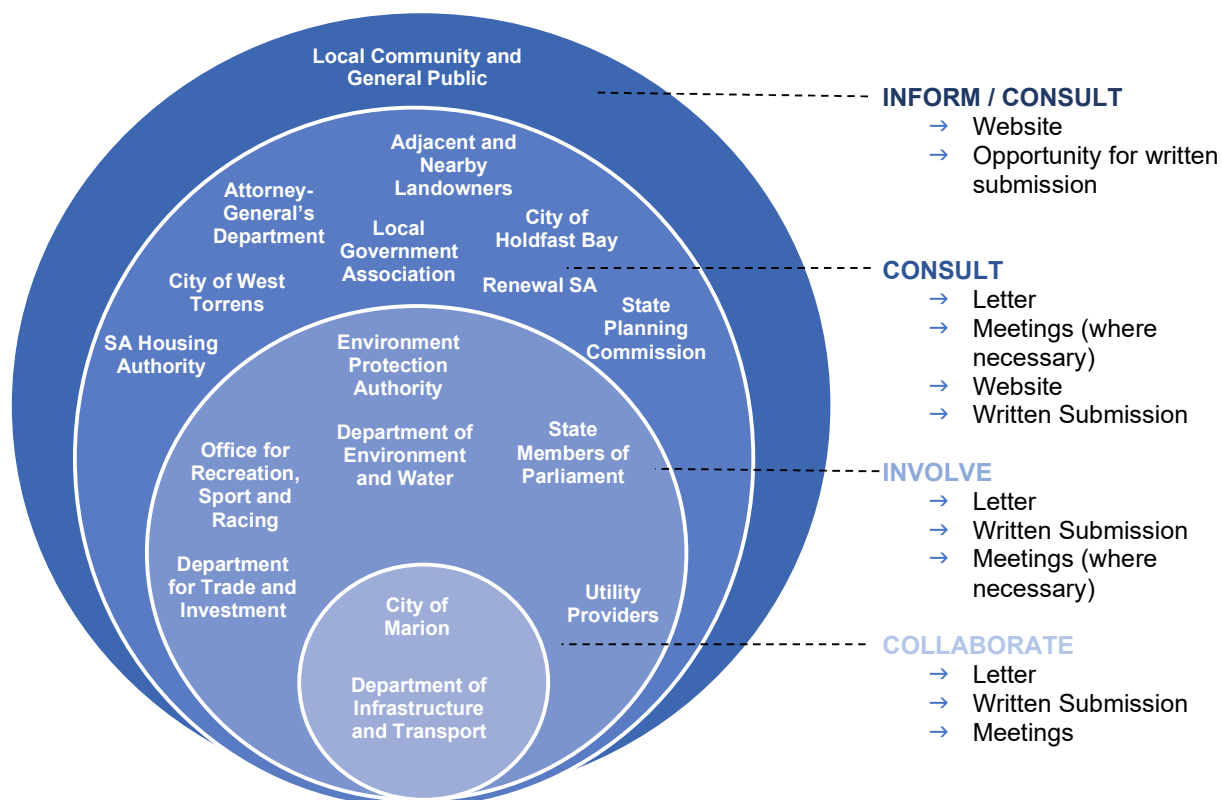 Local Community and
General Public
Adjacent and
Nearby
Landowners
Attorney-
General's
Department
Local
Government
Association
City of
Holdfast Bay
City of West
Torrens
Renewal SA
State
Planning
Commission
SA Housing
Authority
Environment
Protection
Authority
Office for
Recreation,
Sport and
Racing
Department of
Environment
and Water
State
Members of
Parliament
Department
for Trade and
Investment
Utility
Providers
City of
Marion
Department of
Infrastructure
and Transport
INFORM / CONSULT
→ Website
→ Opportunity for written
submission
CONSULT
→ Letter
→ Meetings (where
necessary)
→ Website
→ Written Submission
INVOLVE
→ Letter
→ Written Submission
→ Meetings (where
necessary)
COLLABORATE
→ Letter
→ Written Submission
→ Meetings